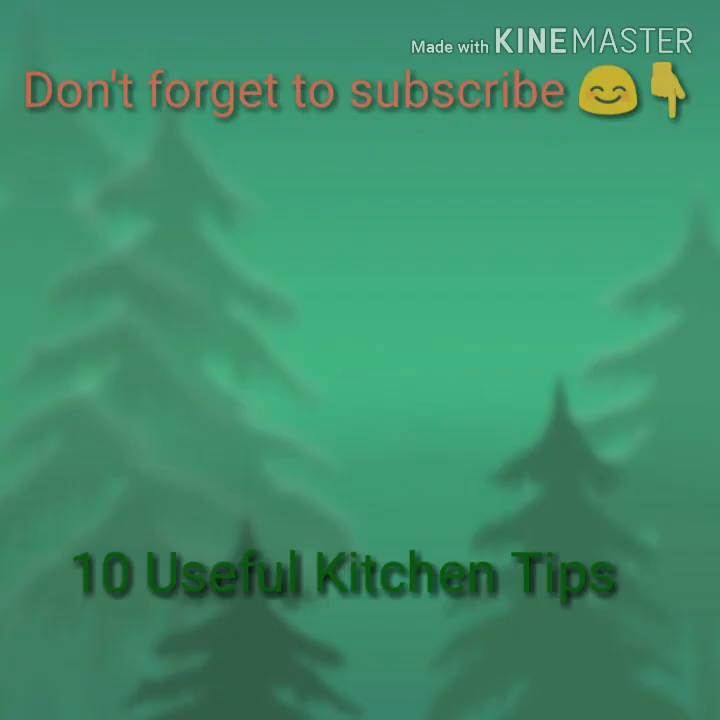 Made with KINEMASTER
Don't forget to subscribe 😊👇
10 Useful Kitchen Tips